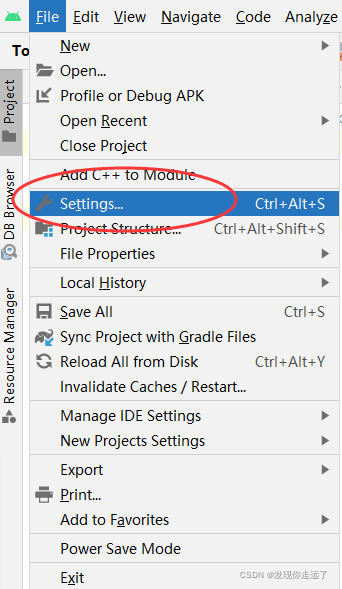 File Edit View Navigate Code Analyze
To
New
Open...
Profile or Debug APK
Open Recent
Close Project
Add C++ to Module
Settings... Ctrl+Alt+S
Project Structure... Ctrl+Alt+Shift+S
File Properties
Local History
Save All Ctrl+S
Sync Project with Gradle Files
Reload All from Disk Ctrl+Alt+Y
Invalidate Caches / Restart...
Manage IDE Settings
New Projects Settings
Export
Print...
Add to Favorites
Power Save Mode
Exit
Project
DB Browser
Resource Manager
CSDN @发现你走远了